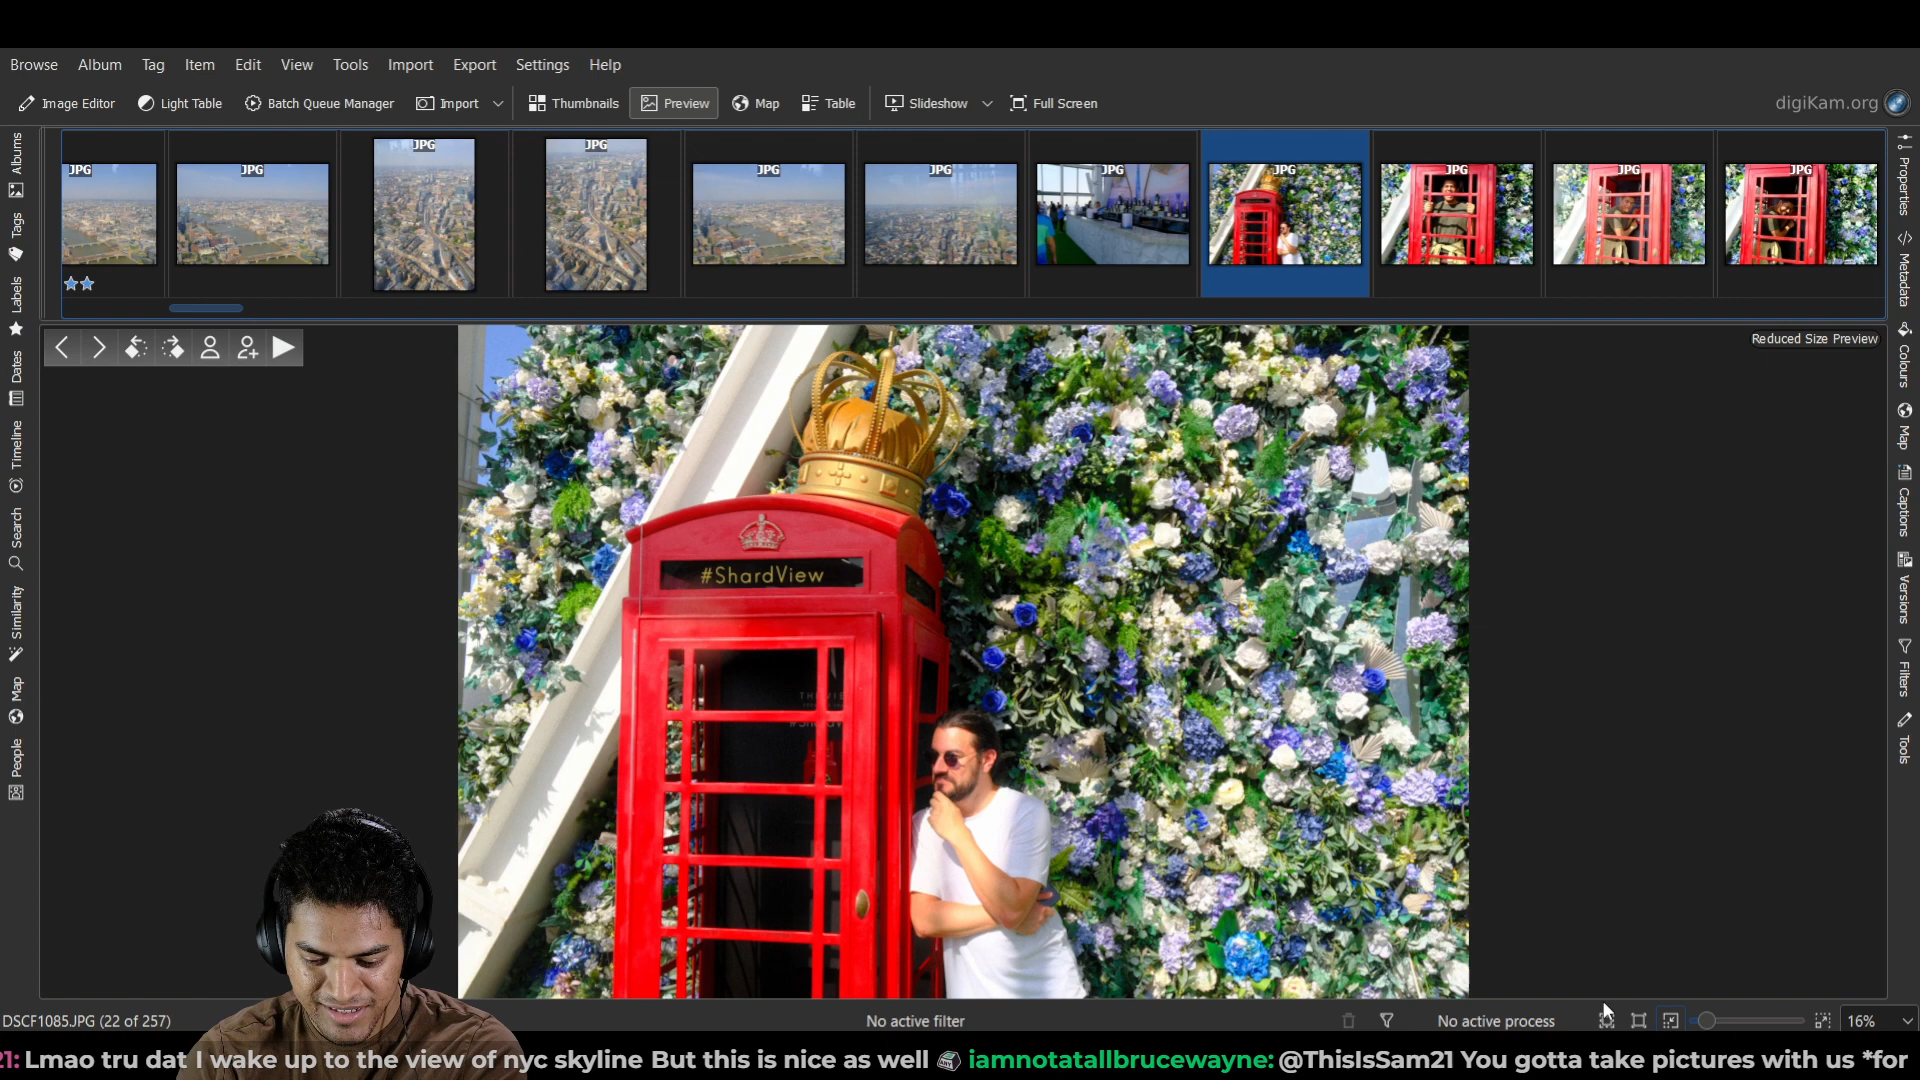 Browse Album Tag Item Edit View Tools Import Export Settings Help
Image Editor Light Table Batch Queue Manager Import Thumbnails Preview Map Table Slideshow Full Screen digiKam.org
Albums
Tags
Labels
Dates
Timeline
Search
Similarity
Map
People
JPG JPG JPG JPG JPG JPG JPG JPG JPG JPG JPG
Reduced Size Preview
#ShardView
Properties
Metadata
Colours
Map
Captions
Versions
Filters
Tools
DSCF1085.JPG (22 of 257) No active filter No active process 16%
21: Lmao tru dat I wake up to the view of nyc skyline But this is nice as well iamnotatallbrucewayne: @ThisIsSam21 You gotta take pictures with us *for